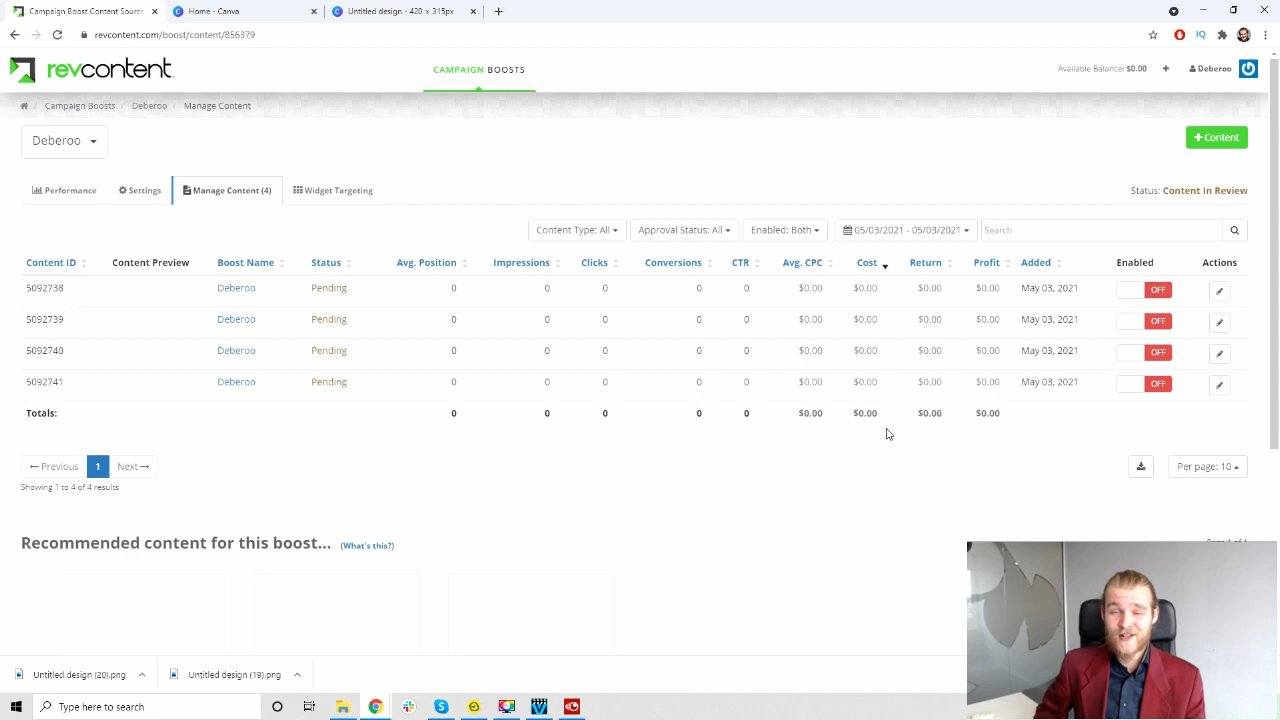 Campaign Boosts - Content
Home - Canva
Untitled design - 420 × 315px
revcontent.com/boost/content/856379
IQ
revcontent
CAMPAIGN BOOSTS
Available Balance: $0.00
Deberoo
Campaign Boosts / Deberoo / Manage Content
Deberoo
+ Content
Performance
Settings
Manage Content (4)
Widget Targeting
Status: Content In Review
Content Type: All
Approval Status: All
Enabled: Both
05/03/2021 - 05/03/2021
Search
Content ID Content Preview Boost Name Status Avg. Position Impressions Clicks Conversions CTR Avg. CPC Cost Return Profit Added Enabled Actions
5092738 Deberoo Pending 0 0 0 0 0 $0.00 $0.00 $0.00 $0.00 May 03, 2021 OFF
5092739 Deberoo Pending 0 0 0 0 0 $0.00 $0.00 $0.00 $0.00 May 03, 2021 OFF
5092740 Deberoo Pending 0 0 0 0 0 $0.00 $0.00 $0.00 $0.00 May 03, 2021 OFF
5092741 Deberoo Pending 0 0 0 0 0 $0.00 $0.00 $0.00 $0.00 May 03, 2021 OFF
Totals: 0 0 0 0 0 $0.00 $0.00 $0.00 $0.00
← Previous 1 Next →
Per page: 10
Showing 1 to 4 of 4 results
Recommended content for this boost... (What's this?)
Page 1 of 1
Untitled design (20).png
Untitled design (19).png
Type here to search